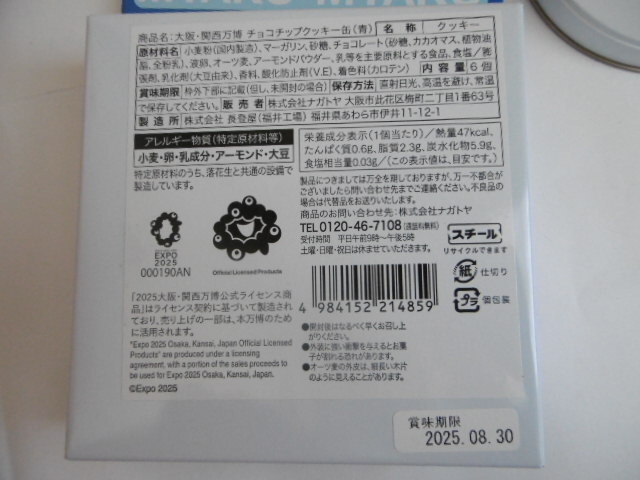 商品名:大阪・関西万博 チョコチップクッキー缶(青) 名称 クッキー
原材料名 小麦粉(国内製造)、マーガリン、砂糖、チョコレート(砂糖、カカオマス、植物油
脂、全粉乳)、液卵、オーツ麦、アーモンドパウダー、乳等を主要原料とする食品、食塩/膨
張剤、乳化剤(大豆由来)、香料、酸化防止剤(V.E)、着色料(カロテン) 内容量 6個
賞味期限 枠外下部に記載(但し、未開封の場合) 保存方法 直射日光、高温を避け、常温
で保存してください。 販売者 株式会社ナガトヤ 大阪市此花区梅町二丁目1番63号
製造所 株式会社 長登屋(福井工場) 福井県あわら市井江11-12-1
アレルギー物質(特定原材料等)
小麦・卵・乳成分・アーモンド・大豆
特定原材料のうち、落花生と共通の設備で
製造しています。
栄養成分表示(1個当たり)/熱量47kcal、
たんぱく質0.6g、脂質2.3g、炭水化物5.9g、
食塩相当量0.03g/(この表示値は、目安です。)
製品につきましては万全を期しておりますが、万一不都合が
ございましたら問い合わせ先までご連絡ください。不良品の
場合は代替品をお送りいたします。
商品のお問い合わせ先:株式会社ナガトヤ
TEL 0120-46-7108(通話料無料)
受付時間 平日午前9時〜午後5時
土曜・日曜・祝日は休ませていただきます。
スチール
リサイクルできます
紙 仕切り
プラ 個包装
EXPO
2025
000190AN
Official Licensed Products
4 984152 214859
「2025大阪・関西万博公式ライセンス商
品」はライセンス契約に基づいて製造され
ており、売り上げの一部は、本万博のため
に活用されます。
"Expo 2025 Osaka, Kansai, Japan Official Licensed
Products" are produced under a licensing
agreement, with a portion of the sales proceeds to
be used for Expo 2025 Osaka, Kansai, Japan.
©Expo 2025
●開封後はなるべく早くお召し上
がりください。
●外装に強い衝撃を与えるとお菓
子が割れる恐れがあります。
●オーツ麦の外皮は、細長い木片
のように見えることがあります。
賞味期限
2025.08.30